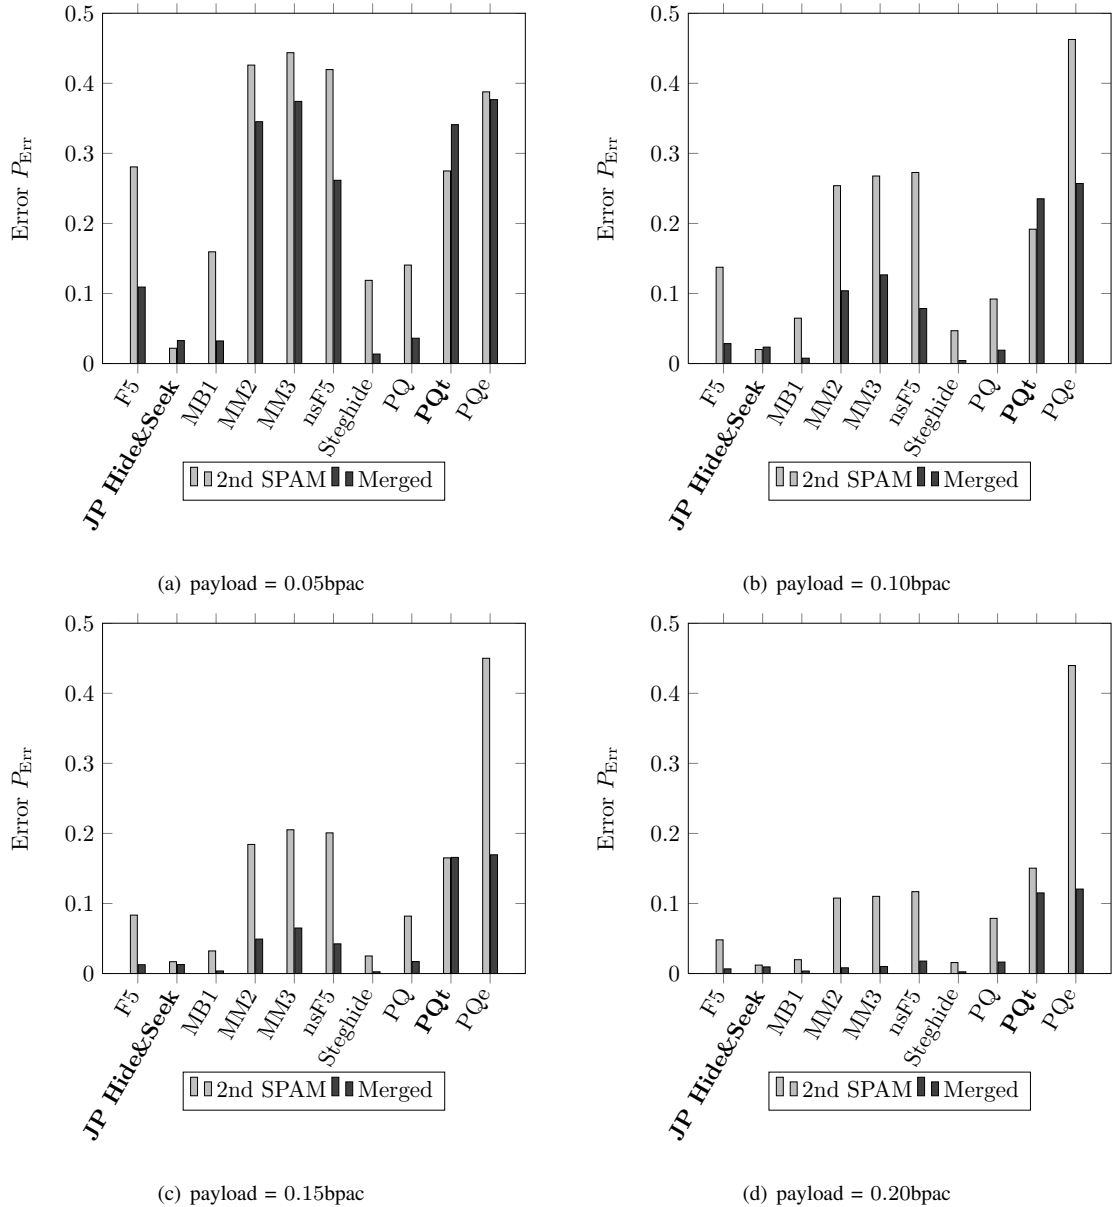 0.5
0.4
0.3
0.2
0.1
0
Error P_Err
F5
JP Hide&Seek
MB1
MM2
MM3
nsF5
Steghide
PQ
PQt
PQe
2nd SPAM Merged
(a) payload = 0.05bpac
0.5
0.4
0.3
0.2
0.1
0
Error P_Err
F5
JP Hide&Seek
MB1
MM2
MM3
nsF5
Steghide
PQ
PQt
PQe
2nd SPAM Merged
(b) payload = 0.10bpac
0.5
0.4
0.3
0.2
0.1
0
Error P_Err
F5
JP Hide&Seek
MB1
MM2
MM3
nsF5
Steghide
PQ
PQt
PQe
2nd SPAM Merged
(c) payload = 0.15bpac
0.5
0.4
0.3
0.2
0.1
0
Error P_Err
F5
JP Hide&Seek
MB1
MM2
MM3
nsF5
Steghide
PQ
PQt
PQe
2nd SPAM Merged
(d) payload = 0.20bpac